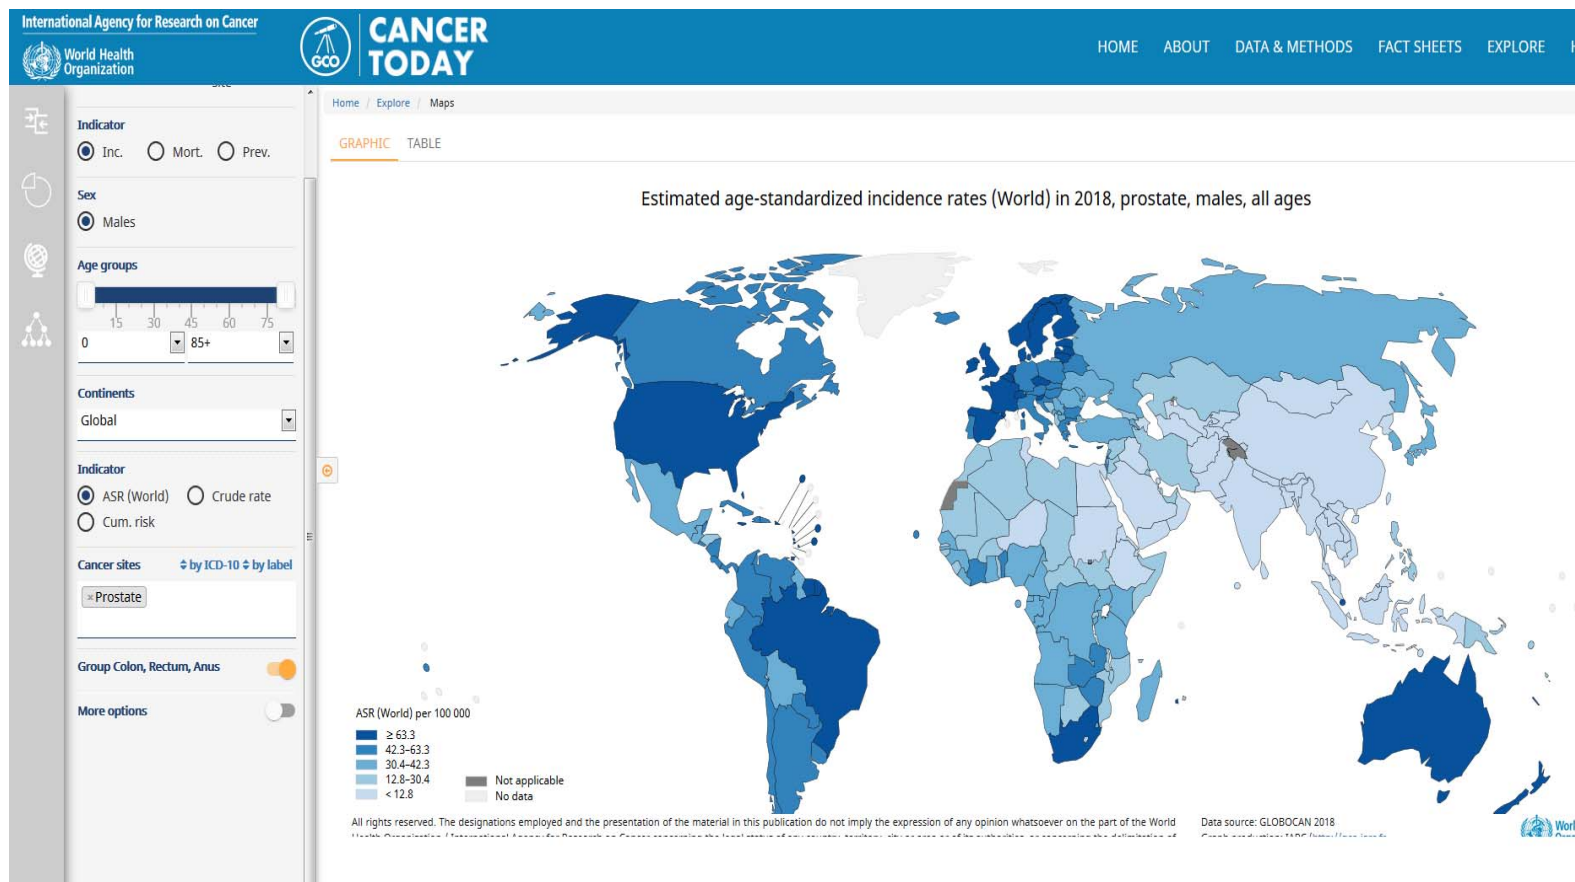 International Agency for Research on Cancer
World Health
Organization
GCO
CANCER
TODAY
HOME ABOUT DATA & METHODS FACT SHEETS EXPLORE
Indicator
Inc. Mort. Prev.
Sex
Males
Age groups
15 30 45 60 75
0 85+
Continents
Global
Indicator
ASR (World) Crude rate
Cum. risk
Cancer sites by ICD-10 by label
× Prostate
Group Colon, Rectum, Anus
More options
Home / Explore / Maps
GRAPHIC TABLE
Estimated age-standardized incidence rates (World) in 2018, prostate, males, all ages
ASR (World) per 100 000
≥ 63.3
42.3–63.3
30.4–42.3
12.8–30.4
< 12.8
Not applicable
No data
All rights reserved. The designations employed and the presentation of the material in this publication do not imply the expression of any opinion whatsoever on the part of the World
Data source: GLOBOCAN 2018